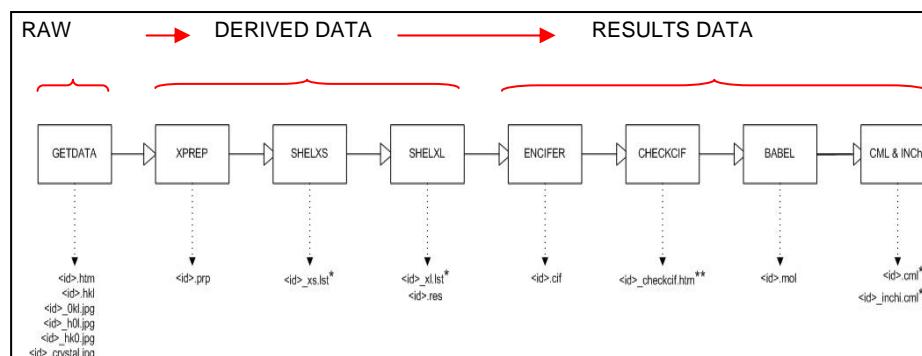 RAW DERIVED DATA RESULTS DATA
GETDATA XPREP SHELXS SHELXL ENCIFER CHECKCIF BABEL CML & INCh
<id>.htm <id>.prp <id>_xs.lst* <id>_xl.lst* <id>.cif <id>_checkcif.htm** <id>.mol <id>.cml*
<id>.hkl <id>.res <id>_inchi.cml*
<id>_0kl.jpg
<id>_h0l.jpg
<id>_hk0.jpg
<id>_crystal.jpg